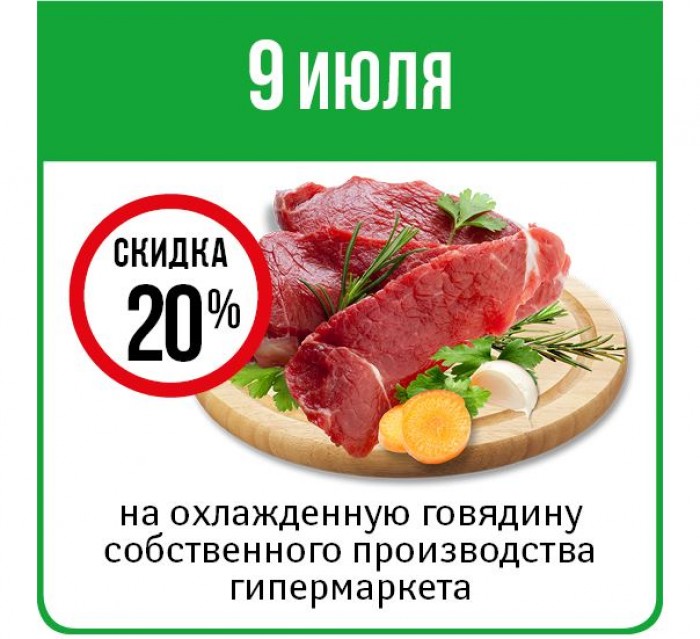 9 ИЮЛЯ
СКИДКА
20%
на охлажденную говядину
собственного производства
гипермаркета